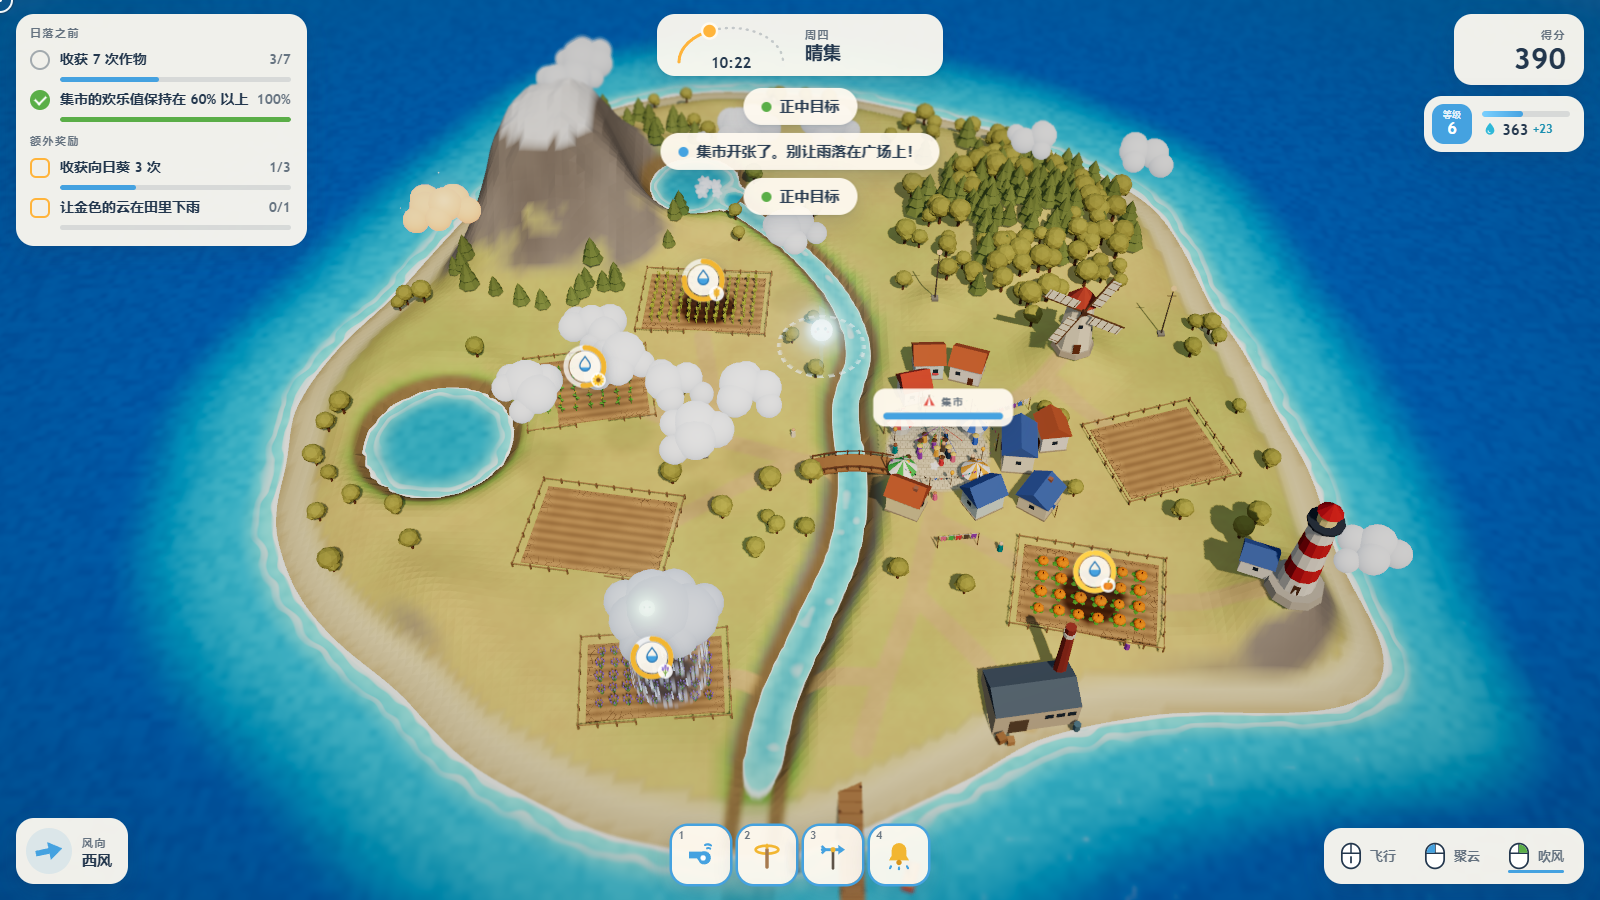 日落之前
收获 7 次作物 3/7
集市的欢乐值保持在 60% 以上 100%
额外奖励
收获向日葵 3 次 1/3
让金色的云在田里下雨 0/1
10:22
周四
晴集
正中目标
集市开张了。别让雨落在广场上！
正中目标
得分
390
等级
6
363 +23
集市
风向
西风
1
2
3
4
飞行
聚云
吹风